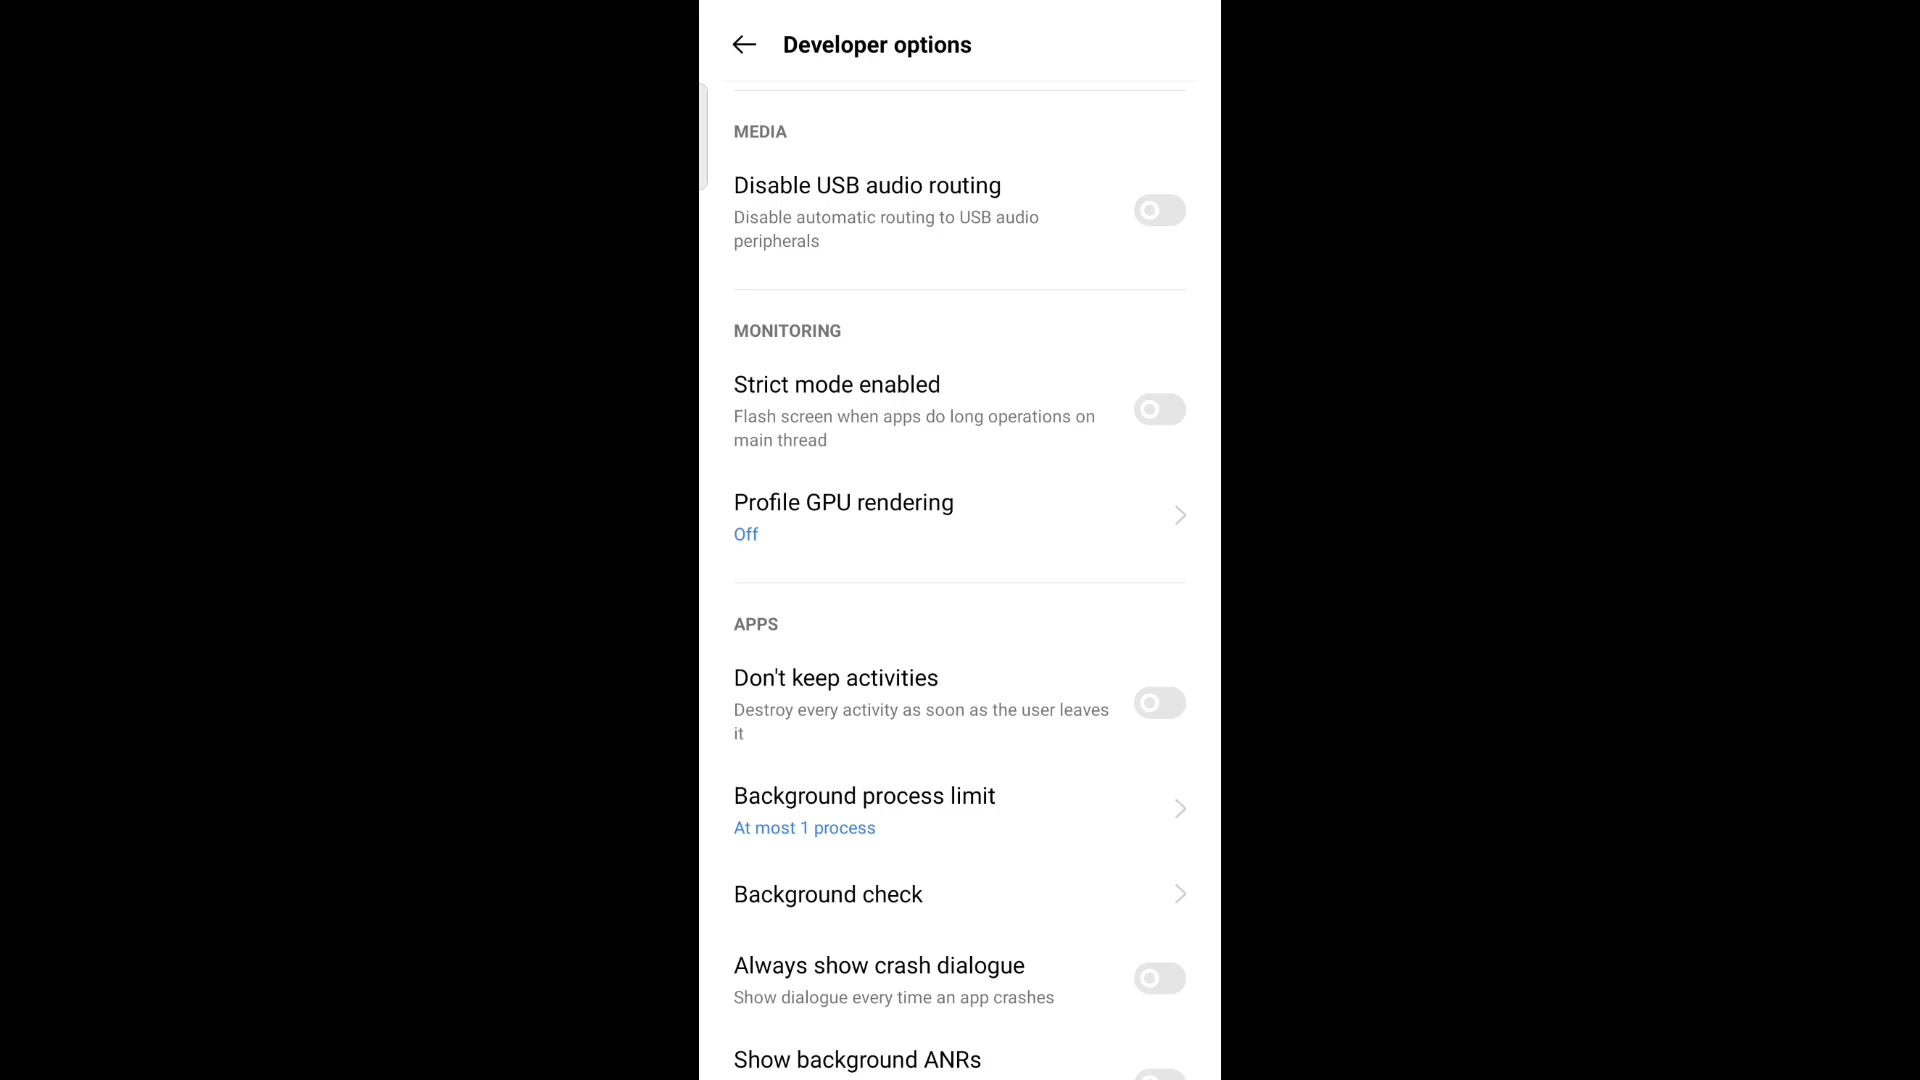 Developer options
MEDIA
Disable USB audio routing
Disable automatic routing to USB audio
peripherals
MONITORING
Strict mode enabled
Flash screen when apps do long operations on
main thread
Profile GPU rendering
Off
APPS
Don't keep activities
Destroy every activity as soon as the user leaves
it
Background process limit
At most 1 process
Background check
Always show crash dialogue
Show dialogue every time an app crashes
Show background ANRs